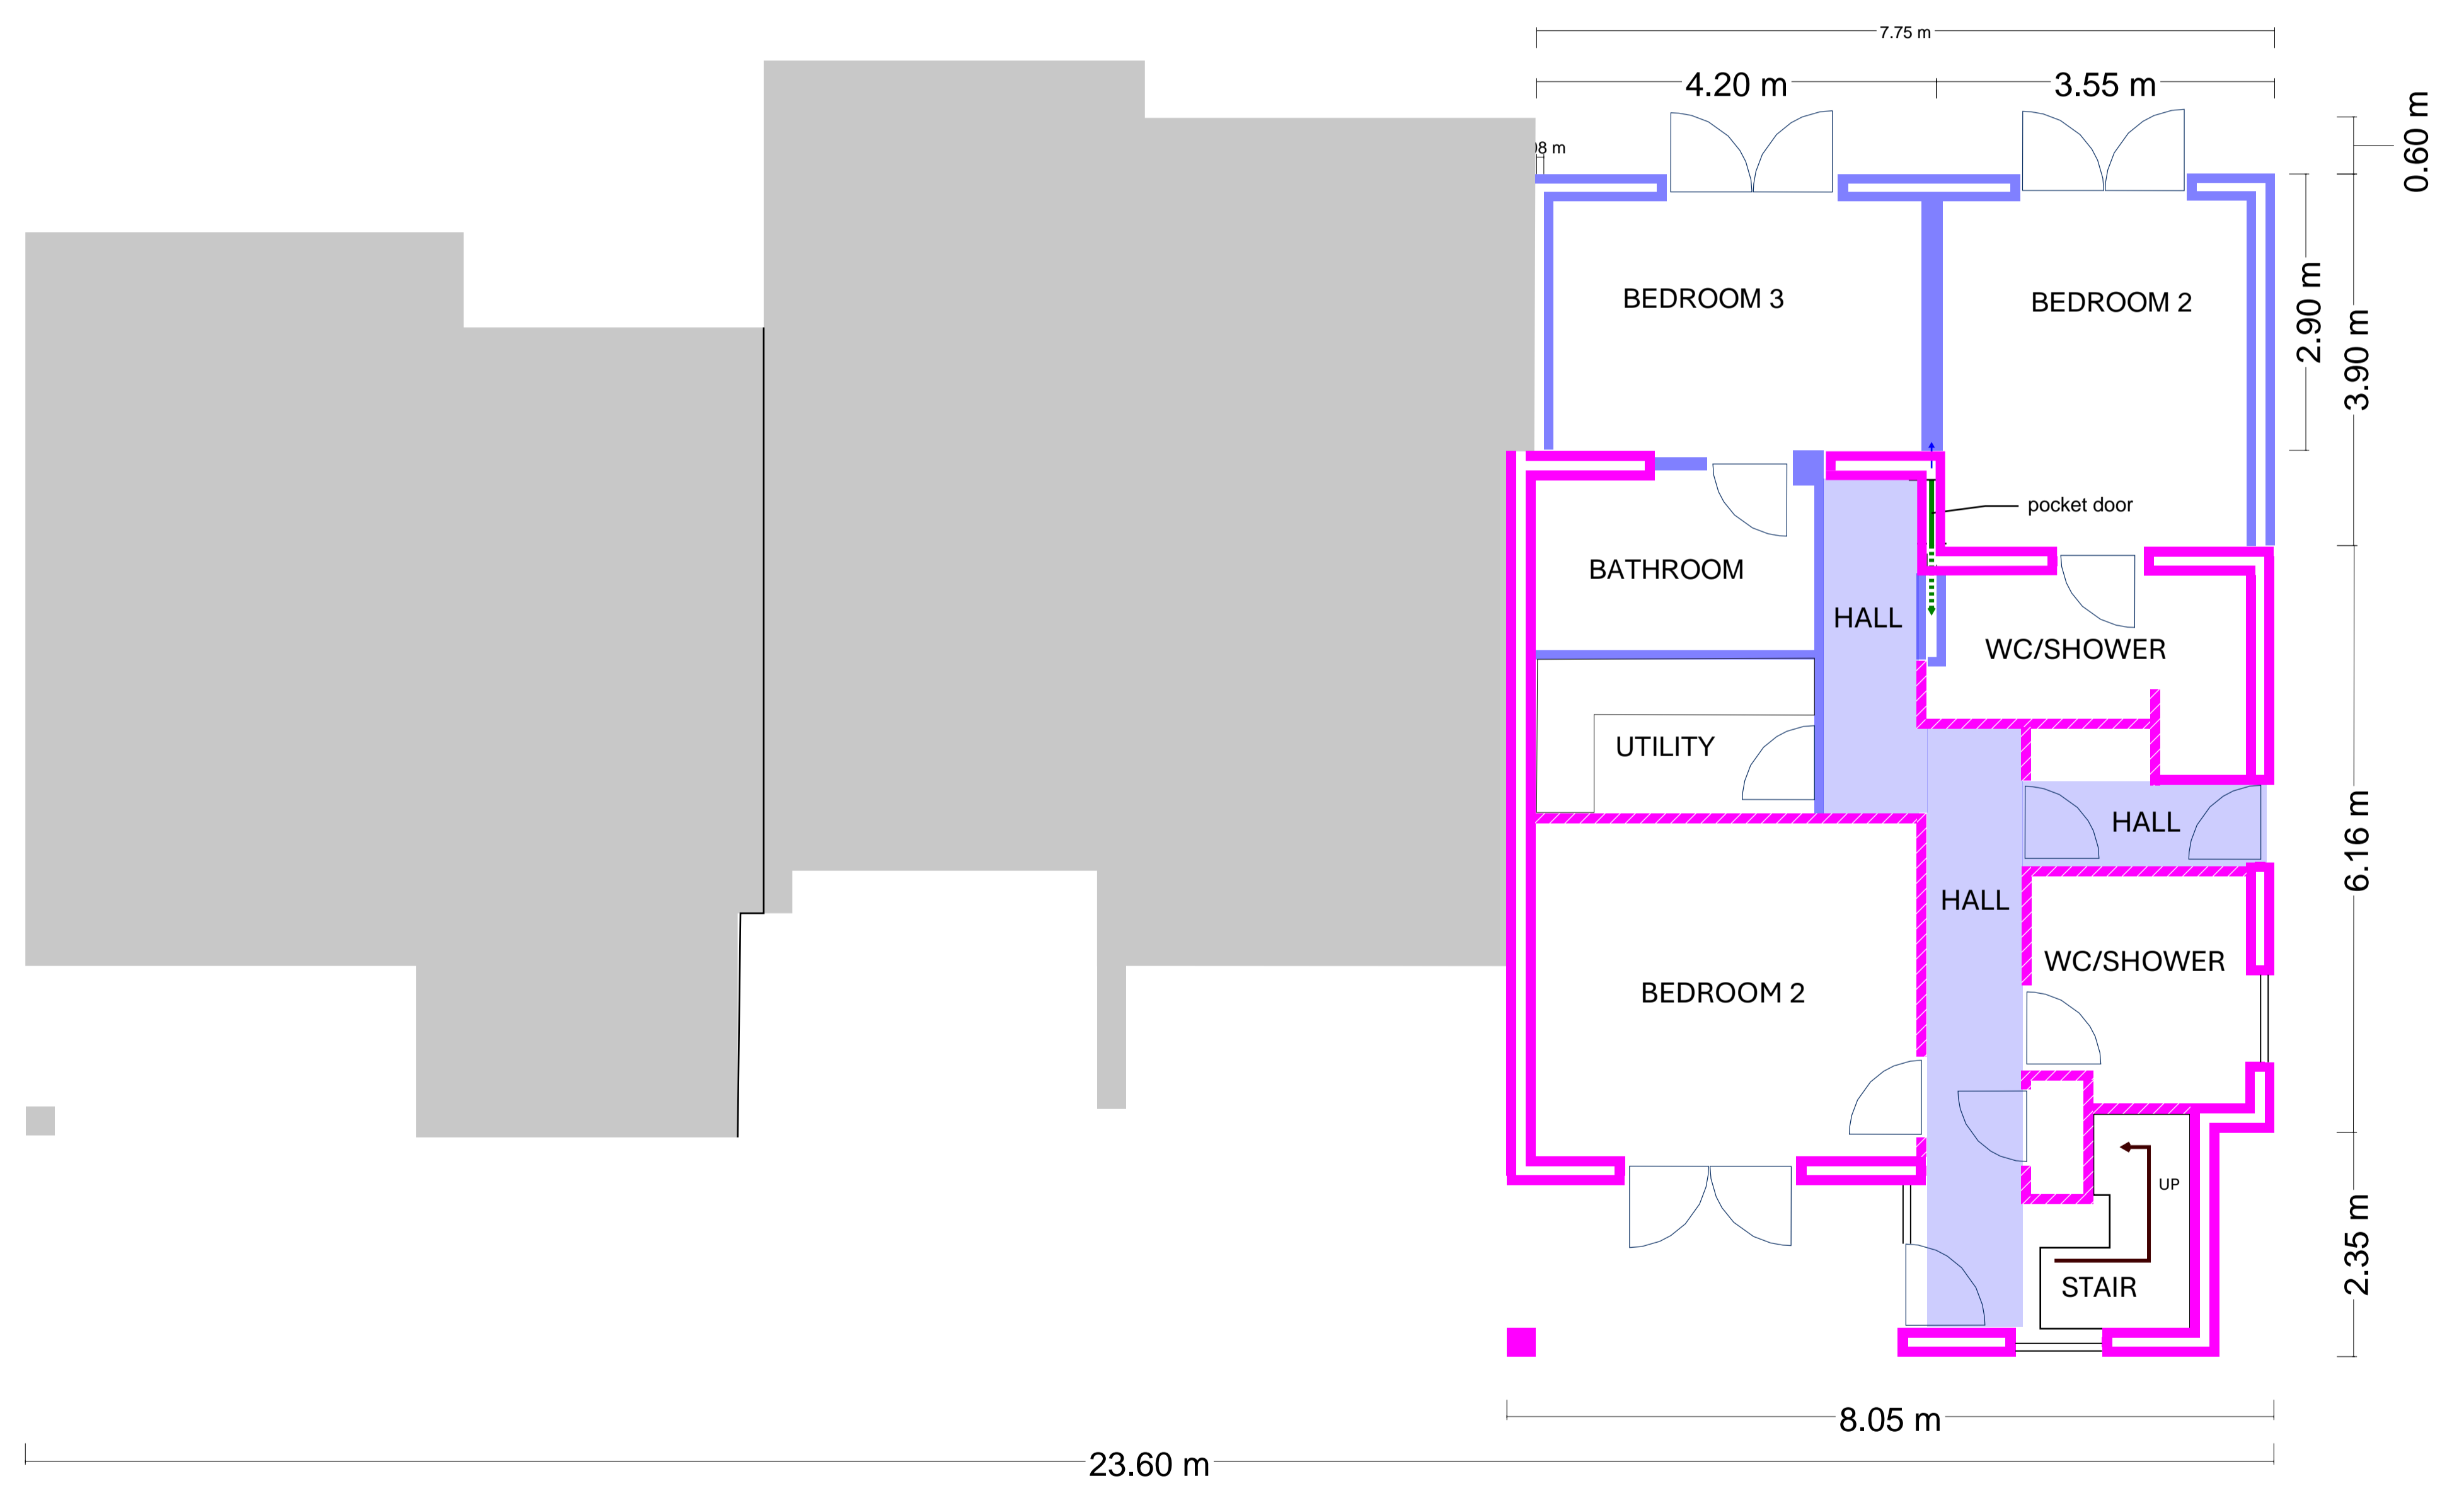 7.75 m
4.20 m
3.55 m
0.60 m
8 m
BEDROOM 3
BEDROOM 2
2.90 m
3.90 m
pocket door
BATHROOM
HALL
WC/SHOWER
UTILITY
HALL
6.16 m
HALL
WC/SHOWER
BEDROOM 2
UP
STAIR
2.35 m
8.05 m
23.60 m